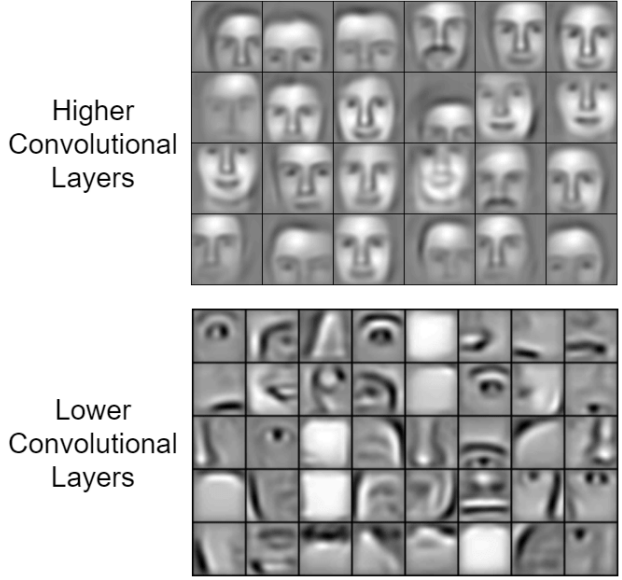 Higher
Convolutional
Layers
Lower
Convolutional
Layers